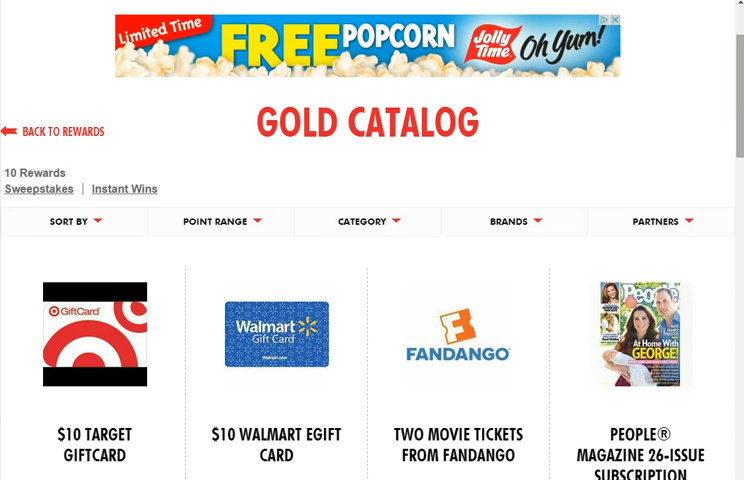 Limited Time
FREE POPCORN
JOLLY TIME Oh Yum!
BACK TO REWARDS
GOLD CATALOG
10 Rewards
Sweepstakes | Instant Wins
SORT BY POINT RANGE CATEGORY BRANDS PARTNERS
GiftCard
Walmart
Gift Card
Walmart.com
FANDANGO
People
At Home With
GEORGE!
$10 TARGET
GIFTCARD
$10 WALMART EGIFT
CARD
TWO MOVIE TICKETS
FROM FANDANGO
PEOPLE®
MAGAZINE 26-ISSUE
SUBSCRIPTION